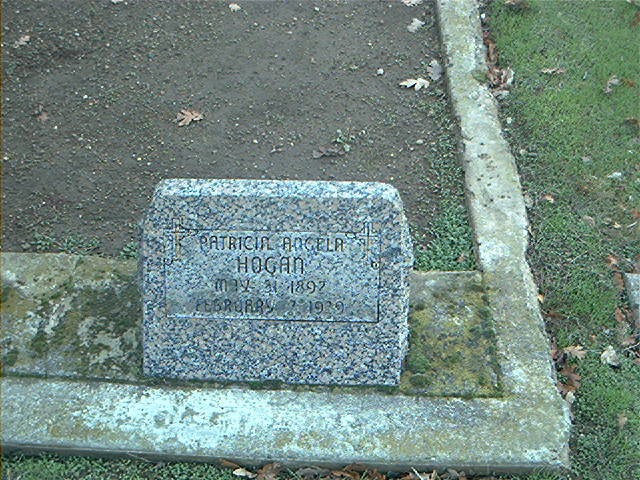 PATRICIA ANGELA
HOGAN
MAY 31 1897
FEBRUARY 7 1939